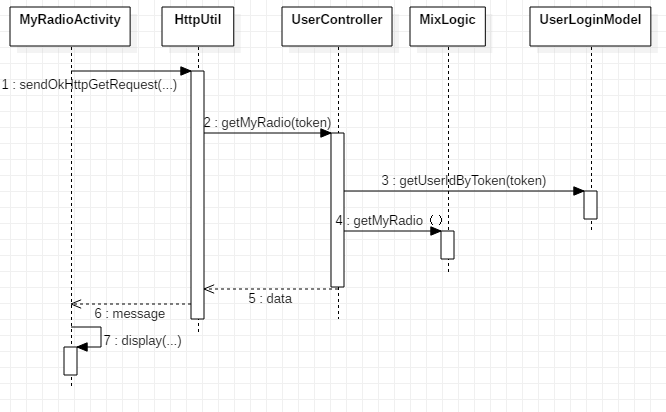 MyRadioActivity
HttpUtil
UserController
MixLogic
UserLoginModel
1 : sendOkHttpGetRequest(...)
2 : getMyRadio(token)
3 : getUserIdByToken(token)
4 : getMyRadio（）
5 : data
6 : message
7 : display(...)